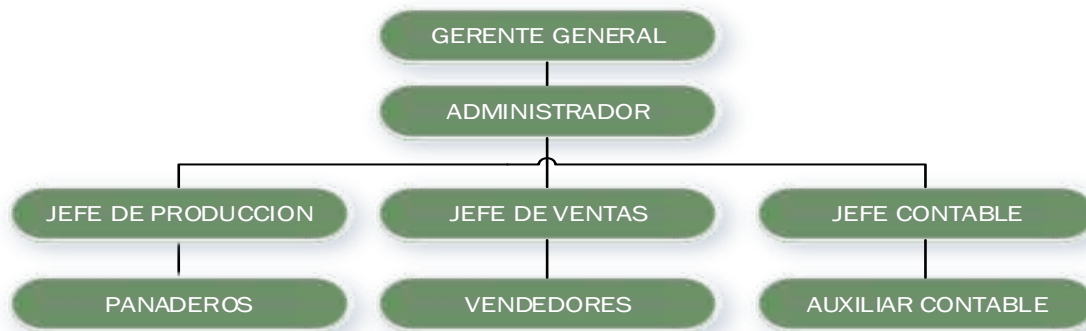 GERENTE GENERAL
ADMINISTRADOR
JEFE DE PRODUCCION
JEFE DE VENTAS
JEFE CONTABLE
PANADEROS
VENDEDORES
AUXILIAR CONTABLE